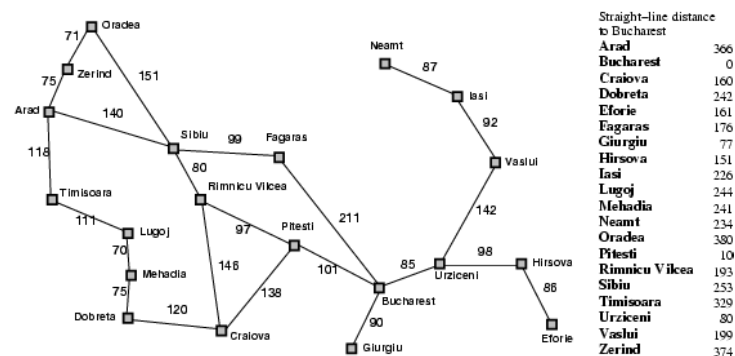 Oradea
71
Neamt
87
Zerind
151
75
Iasi
Arad
140
92
Sibiu
99
Fagaras
118
80
Vaslui
Rimnicu Vilcea
Timisoara
111
Lugoj
97
Pitesti
211
142
70
98
Hirsova
Mehadia
146
101
85
Urziceni
75
138
86
Bucharest
120
Dobreta
90
Craiova
Eforie
Giurgiu
Straight–line distance
to Bucharest
Arad 366
Bucharest 0
Craiova 160
Dobreta 242
Eforie 161
Fagaras 176
Giurgiu 77
Hirsova 151
Iasi 226
Lugoj 244
Mehadia 241
Neamt 234
Oradea 380
Pitesti 10
Rimnicu Vilcea 193
Sibiu 253
Timisoara 329
Urziceni 80
Vaslui 199
Zerind 374